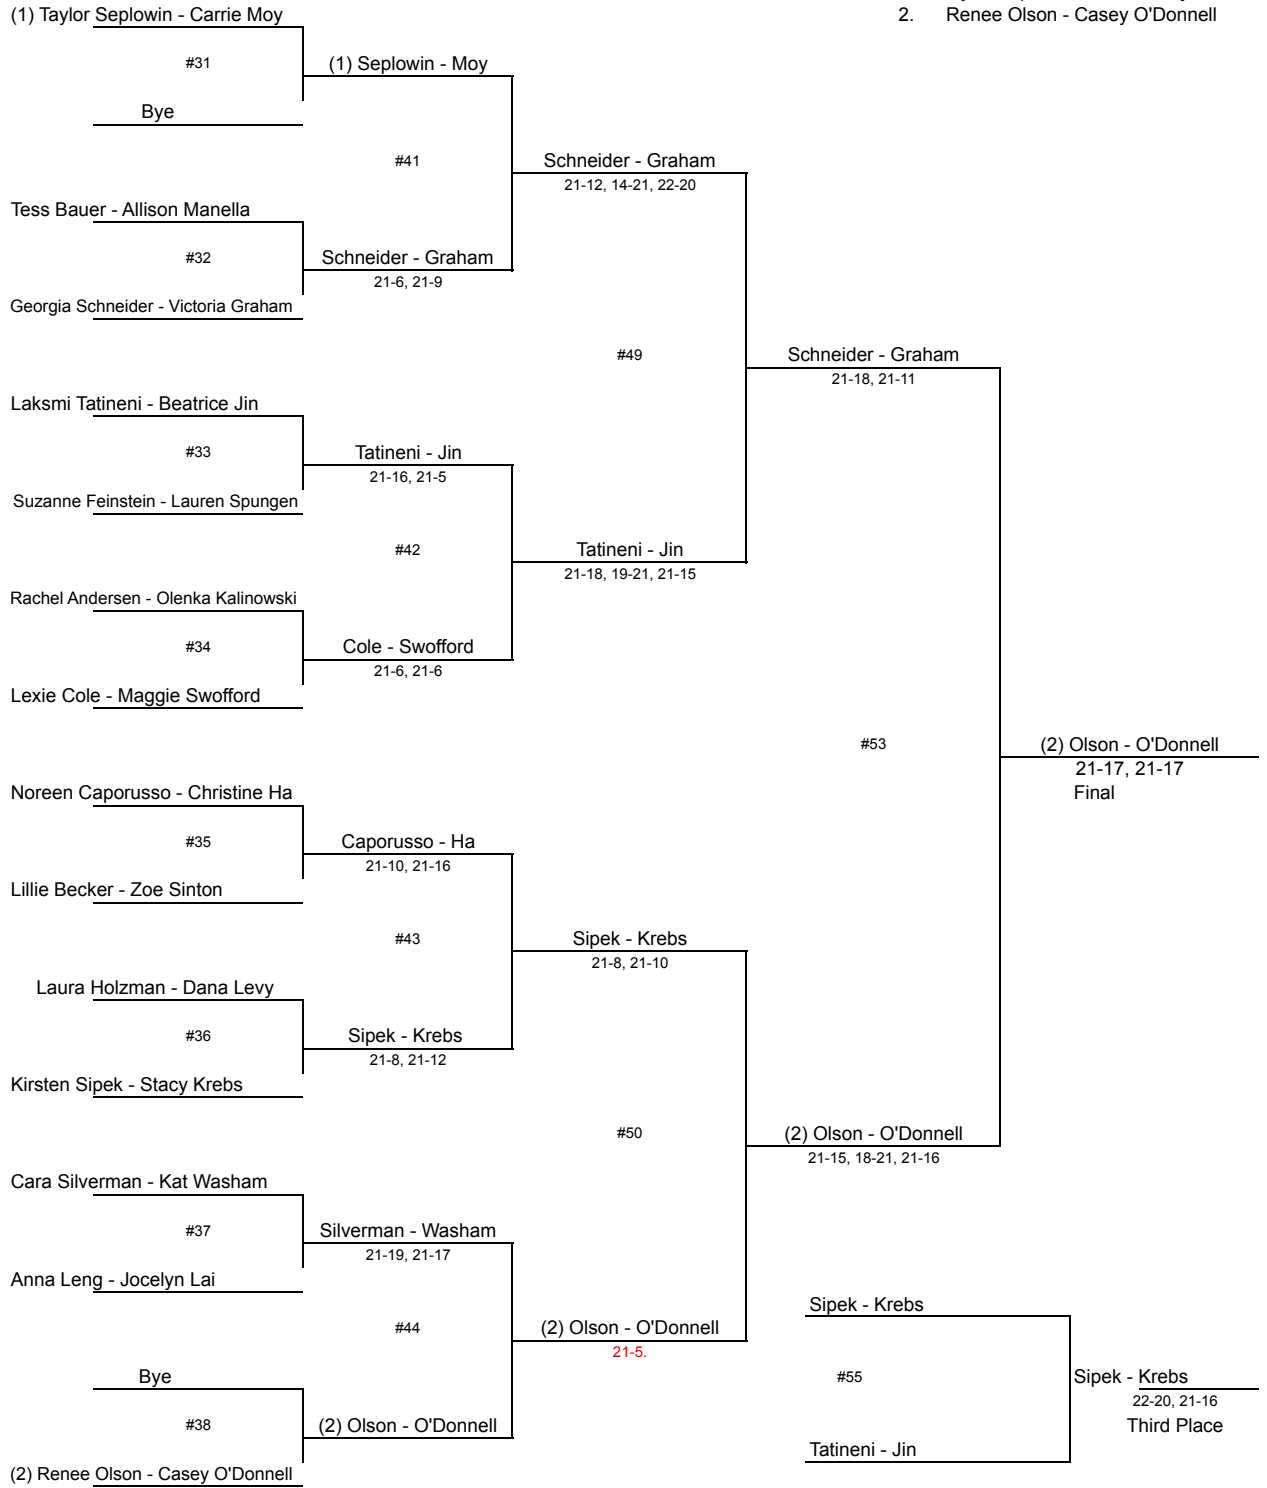 (1) Taylor Seplowin - Carrie Moy
2. Renee Olson - Casey O'Donnell
#31
(1) Seplowin - Moy
Bye
#41
Schneider - Graham
21-12, 14-21, 22-20
Tess Bauer - Allison Manella
#32
Schneider - Graham
21-6, 21-9
Georgia Schneider - Victoria Graham
#49
Schneider - Graham
21-18, 21-11
Laksmi Tatineni - Beatrice Jin
#33
Tatineni - Jin
21-16, 21-5
Suzanne Feinstein - Lauren Spungen
#42
Tatineni - Jin
21-18, 19-21, 21-15
Rachel Andersen - Olenka Kalinowski
#34
Cole - Swofford
21-6, 21-6
Lexie Cole - Maggie Swofford
#53
(2) Olson - O'Donnell
21-17, 21-17
Final
Noreen Caporusso - Christine Ha
#35
Caporusso - Ha
21-10, 21-16
Lillie Becker - Zoe Sinton
#43
Sipek - Krebs
21-8, 21-10
Laura Holzman - Dana Levy
#36
Sipek - Krebs
21-8, 21-12
Kirsten Sipek - Stacy Krebs
#50
(2) Olson - O'Donnell
21-15, 18-21, 21-16
Cara Silverman - Kat Washam
#37
Silverman - Washam
21-19, 21-17
Anna Leng - Jocelyn Lai
Sipek - Krebs
#44
(2) Olson - O'Donnell
21-5.
Bye
#55
Sipek - Krebs
22-20, 21-16
Third Place
#38
(2) Olson - O'Donnell
Tatineni - Jin
(2) Renee Olson - Casey O'Donnell